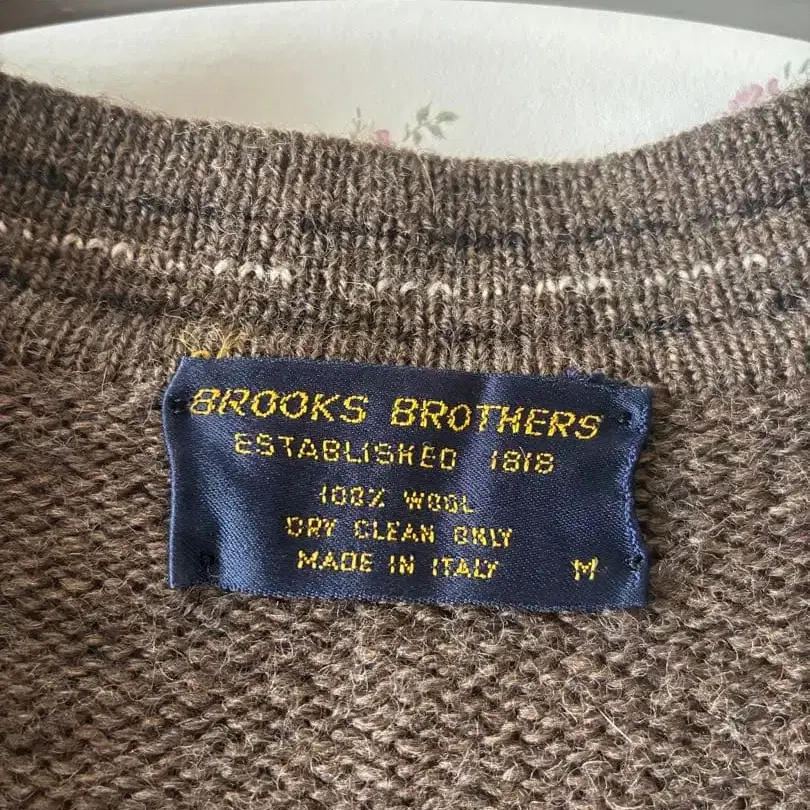 BROOKS BROTHERS
ESTABLISHED 1818
100% WOOL
DRY CLEAN ONLY
MADE IN ITALY M